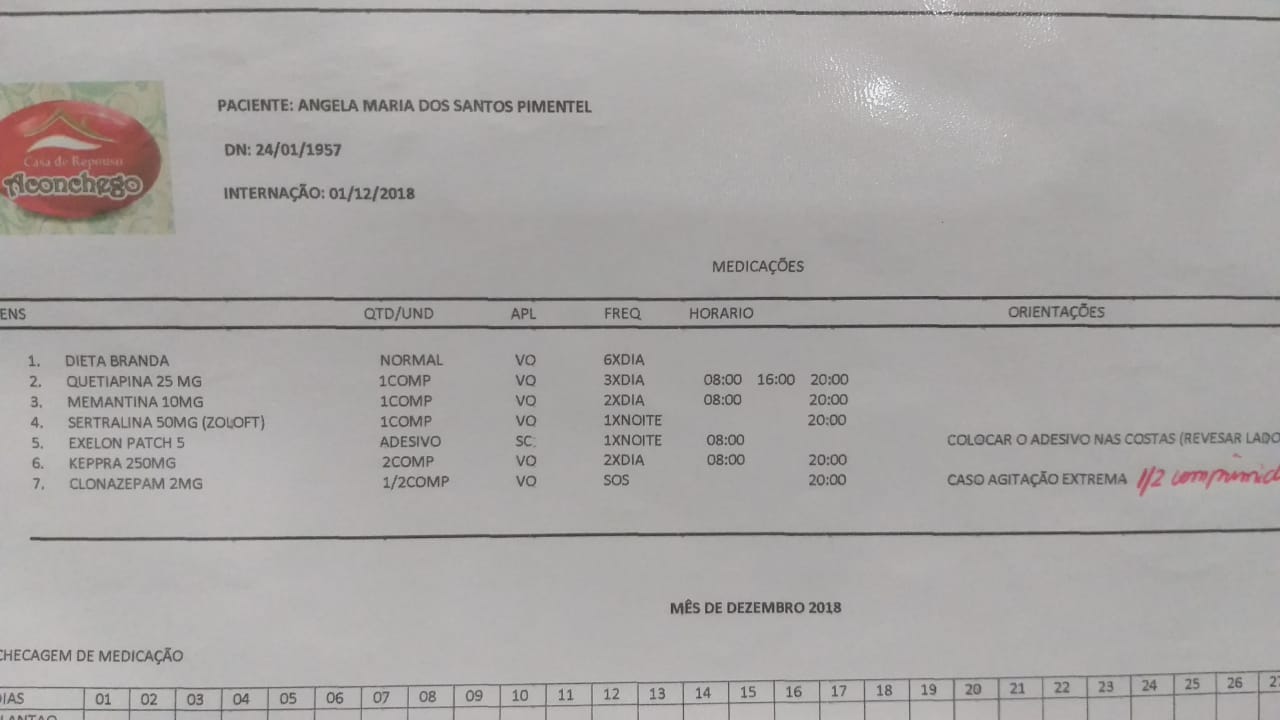 Casa de Repouso
Aconchego
PACIENTE: ANGELA MARIA DOS SANTOS PIMENTEL
DN: 24/01/1957
INTERNAÇÃO: 01/12/2018
MEDICAÇÕES
ENS QTD/UND APL FREQ HORARIO ORIENTAÇÕES
1. DIETA BRANDA NORMAL VO 6XDIA
2. QUETIAPINA 25 MG 1COMP VO 3XDIA 08:00 16:00 20:00
3. MEMANTINA 10MG 1COMP VO 2XDIA 08:00 20:00
4. SERTRALINA 50MG (ZOLOFT) 1COMP VO 1XNOITE 20:00
5. EXELON PATCH 5 ADESIVO SC 1XNOITE 08:00 COLOCAR O ADESIVO NAS COSTAS (REVESAR LADO
6. KEPPRA 250MG 2COMP VO 2XDIA 08:00 20:00
7. CLONAZEPAM 2MG 1/2COMP VO SOS 20:00 CASO AGITAÇÃO EXTREMA 1/2 comprimid
MÊS DE DEZEMBRO 2018
CHECAGEM DE MEDICAÇÃO
DIAS 01 02 03 04 05 06 07 08 09 10 11 12 13 14 15 16 17 18 19 20 21 22 23 24 25 26